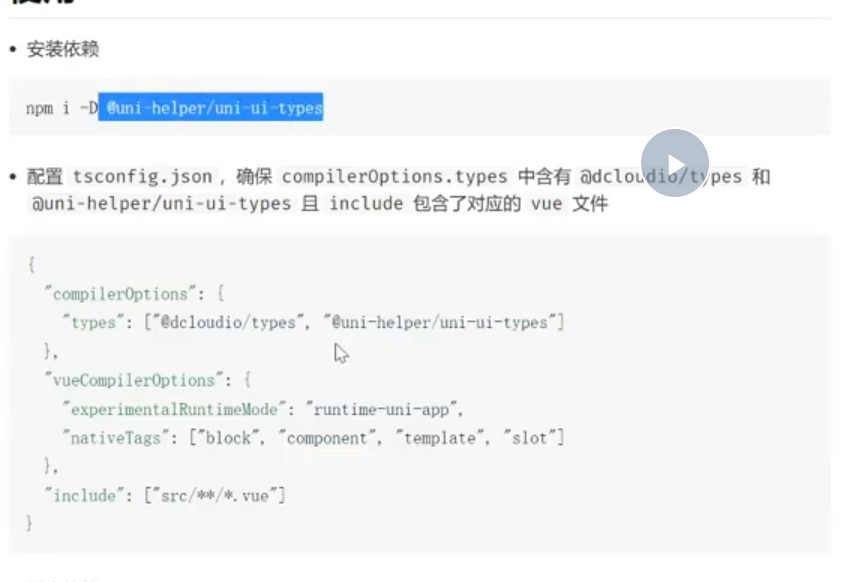 • 安装依赖
npm i -D @uni-helper/uni-ui-types
• 配置 tsconfig.json，确保 compilerOptions.types 中含有 @dcloudio/types 和
@uni-helper/uni-ui-types 且 include 包含了对应的 vue 文件
{
"compilerOptions": {
"types": ["@dcloudio/types", "@uni-helper/uni-ui-types"]
},
"vueCompilerOptions": {
"experimentalRuntimeMode": "runtime-uni-app",
"nativeTags": ["block", "component", "template", "slot"]
},
"include": ["src/**/*.vue"]
}